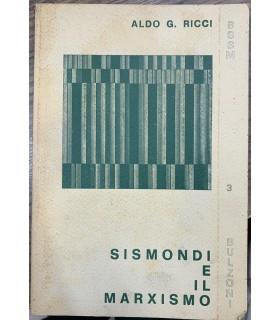 ALDO G. RICCI
BSSM
3
BULZONI
SISMONDI
E
IL
MARXISMO